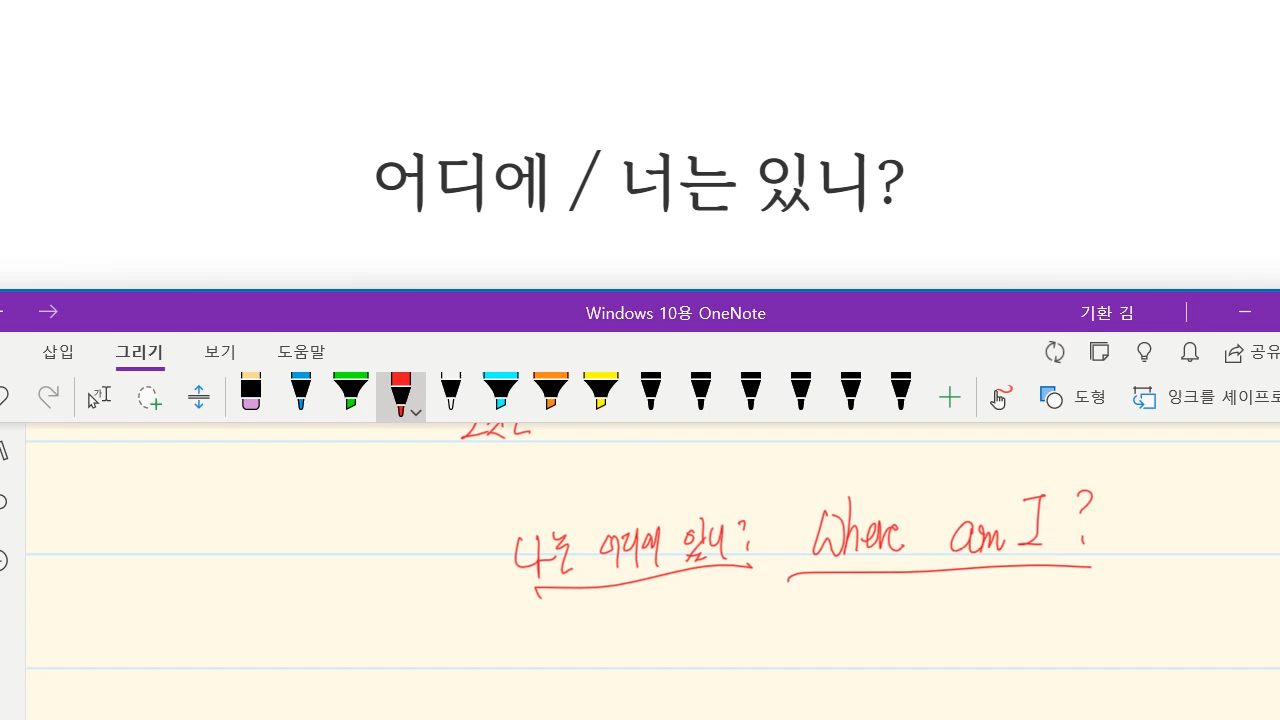 어디에 / 너는 있니?
Windows 10용 OneNote 기환 김
삽입 그리기 보기 도움말 공유
도형 잉크를 셰이프로
나는 어디에 있니? Where am I?